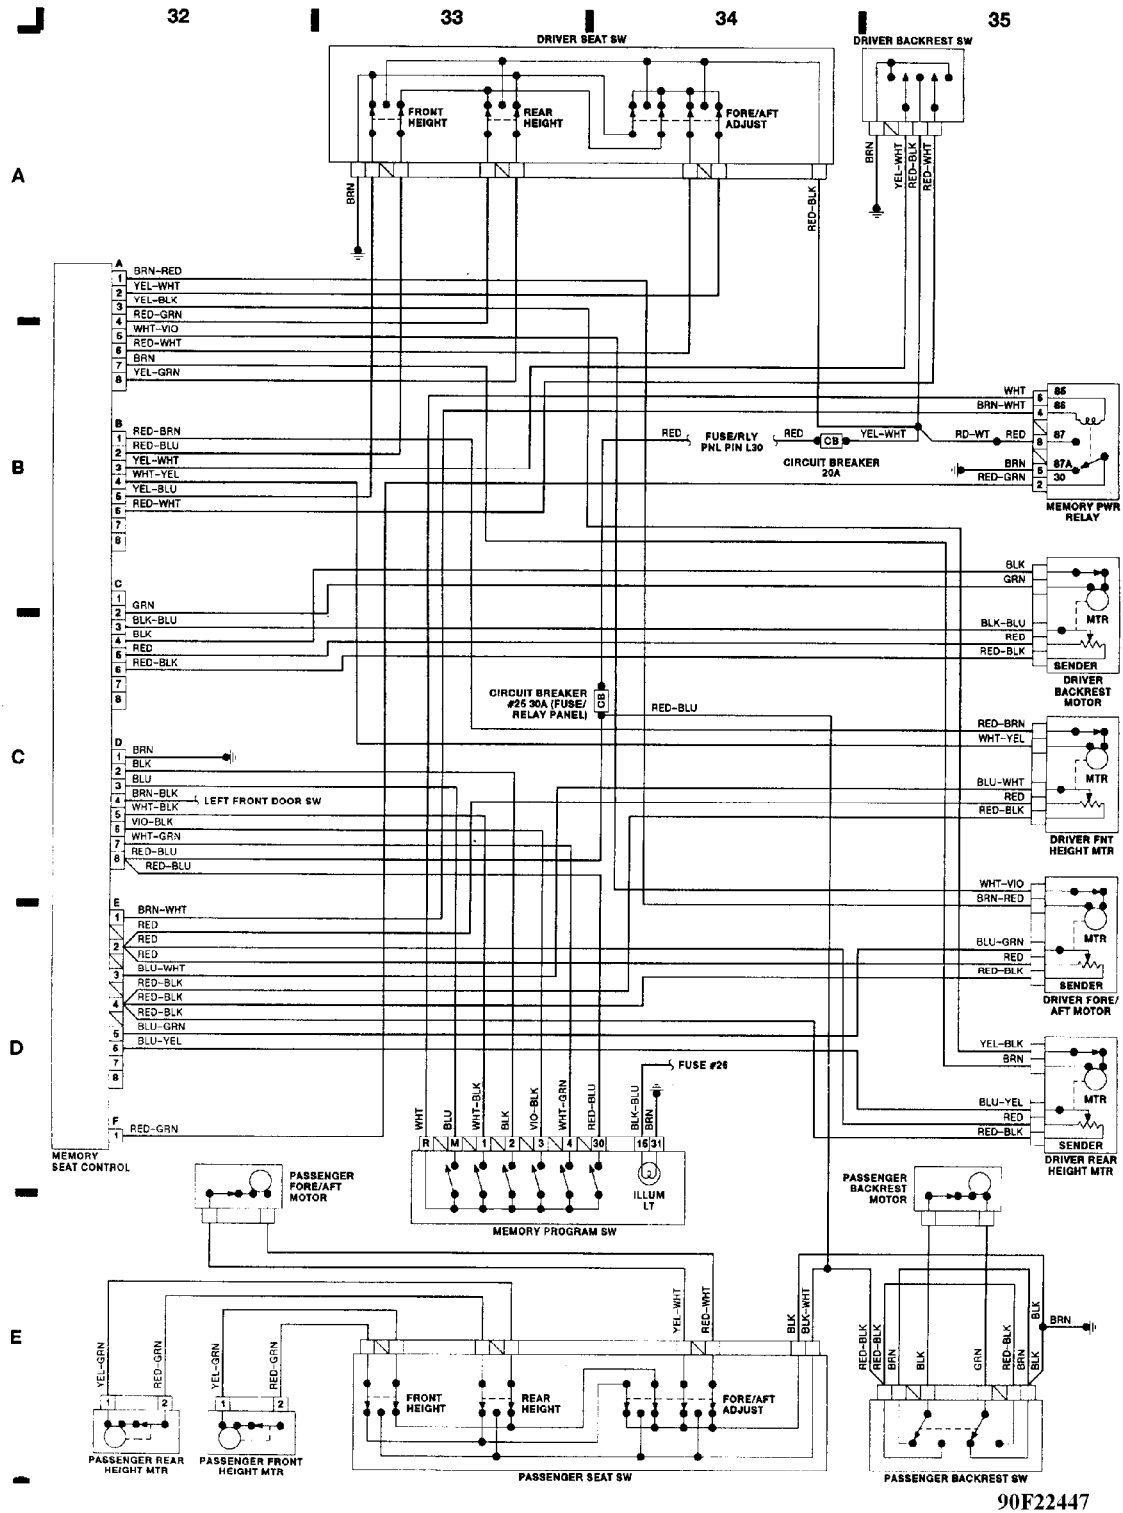 32
33
34
35
DRIVER SEAT SW
DRIVER BACKREST SW
FRONT
HEIGHT
REAR
HEIGHT
FORE/AFT
ADJUST
A
BRN
RED-BLK
BRN
YEL-WHT
RED-BLK
RED-WHT
A
1 BRN-RED
2 YEL-WHT
3 YEL-BLK
4 RED-GRN
5 WHT-VIO
6 RED-WHT
7 BRN
8 YEL-GRN
B
B
1 RED-BRN
2 RED-BLU
3 YEL-WHT
4 WHT-YEL
5 YEL-BLU
6 RED-WHT
7
8
WHT 6 85
BRN-WHT 4 86
RED
FUSE/RLY
PNL PIN L30
RED
CB
YEL-WHT
RD-WT
RED 8 87
CIRCUIT BREAKER
20A
BRN 5 87A
RED-GRN 2 30
MEMORY PWR
RELAY
C
1
2 GRN
3 BLK-BLU
4 BLK
5 RED
6 RED-BLK
7
8
BLK
GRN
MTR
BLK-BLU
RED
RED-BLK
SENDER
DRIVER
BACKREST
MOTOR
CIRCUIT BREAKER
#25 30A (FUSE/
RELAY PANEL)
CB
RED-BLU
C
D
1 BRN
2 BLK
3 BLU
4 BRN-BLK
LEFT FRONT DOOR SW
5 WHT-BLK
6 VIO-BLK
7 WHT-GRN
8 RED-BLU
RED-BLU
RED-BRN
WHT-YEL
MTR
BLU-WHT
RED
RED-BLK
DRIVER FNT
HEIGHT MTR
E
1 BRN-WHT
RED
2 RED
RED
3 BLU-WHT
RED-BLK
4 RED-BLK
RED-BLK
5 BLU-GRN
6 BLU-YEL
7
8
WHT-VIO
BRN-RED
MTR
BLU-GRN
RED
RED-BLK
SENDER
DRIVER FORE/
AFT MOTOR
D
YEL-BLK
BRN
MTR
BLU-YEL
RED
RED-BLK
SENDER
DRIVER REAR
HEIGHT MTR
F
1 RED-GRN
MEMORY
SEAT CONTROL
FUSE #26
WHT
BLU
WHT-BLK
BLK
VIO-BLK
WHT-GRN
RED-BLU
BLK-BLU
BRN
R M 1 2 3 4 30 15 31
ILLUM
LT
MEMORY PROGRAM SW
PASSENGER
FORE/AFT
MOTOR
PASSENGER
BACKREST
MOTOR
E
YEL-GRN
RED-GRN
YEL-GRN
RED-GRN
YEL-WHT
RED-WHT
BLK
BLK-WHT
RED-BLK
RED-BLK
BRN
BLK
GRN
RED-BLK
BRN
BLK
BLK
BRN
1 2
1 2
PASSENGER REAR
HEIGHT MTR
PASSENGER FRONT
HEIGHT MTR
FRONT
HEIGHT
REAR
HEIGHT
FORE/AFT
ADJUST
PASSENGER SEAT SW
PASSENGER BACKREST SW
90F22447